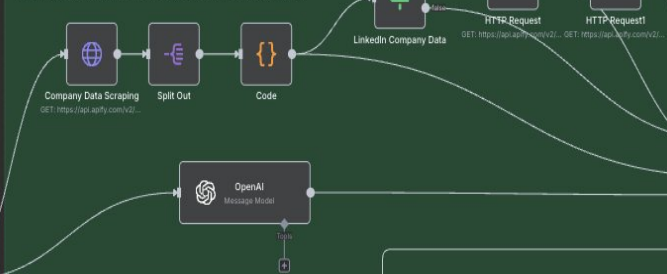 false
LinkedIn Company Data
HTTP Request
GET: https://api.apify.com/v2/...
HTTP Request1
GET: https://api.apify.com/v2/...
Company Data Scraping
GET: https://api.apify.com/v2/...
Split Out
{}
Code
OpenAI
Message Model
Tools
+